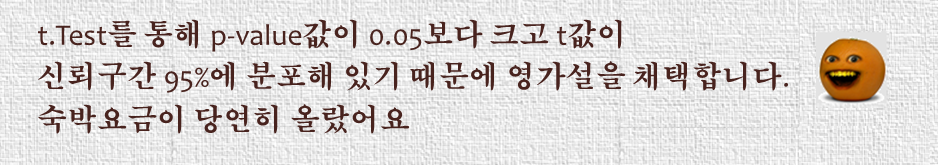 t.Test를 통해 p-value값이 0.05보다 크고 t값이
신뢰구간 95%에 분포해 있기 때문에 영가설을 채택합니다.
숙박요금이 당연히 올랐어요